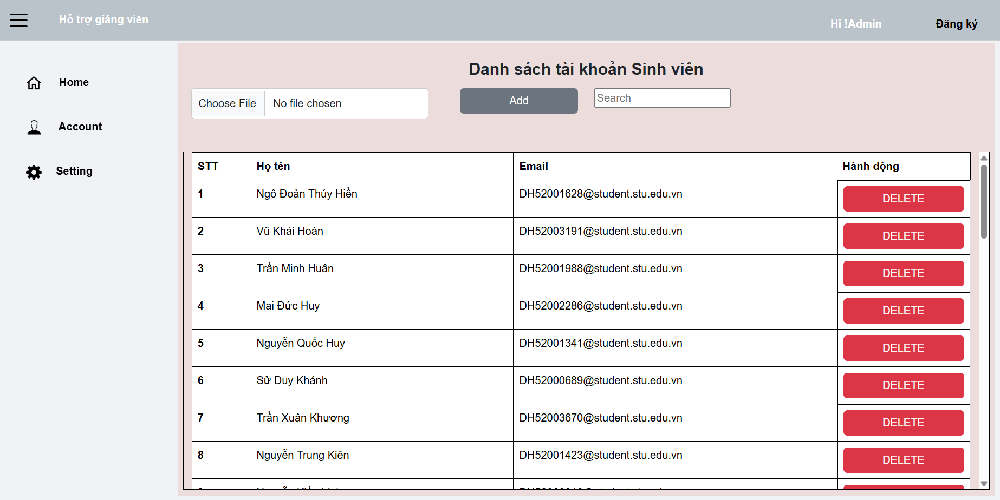 Hỗ trợ giảng viên
Hi !Admin
Đăng ký
Home
Account
Setting
Danh sách tài khoản Sinh viên
Choose File No file chosen
Add
Search
STT Họ tên Email Hành động
1 Ngô Đoàn Thúy Hiền DH52001628@student.stu.edu.vn DELETE
2 Vũ Khải Hoàn DH52003191@student.stu.edu.vn DELETE
3 Trần Minh Huân DH52001988@student.stu.edu.vn DELETE
4 Mai Đức Huy DH52002286@student.stu.edu.vn DELETE
5 Nguyễn Quốc Huy DH52001341@student.stu.edu.vn DELETE
6 Sử Duy Khánh DH52000689@student.stu.edu.vn DELETE
7 Trần Xuân Khương DH52003670@student.stu.edu.vn DELETE
8 Nguyễn Trung Kiên DH52001423@student.stu.edu.vn DELETE